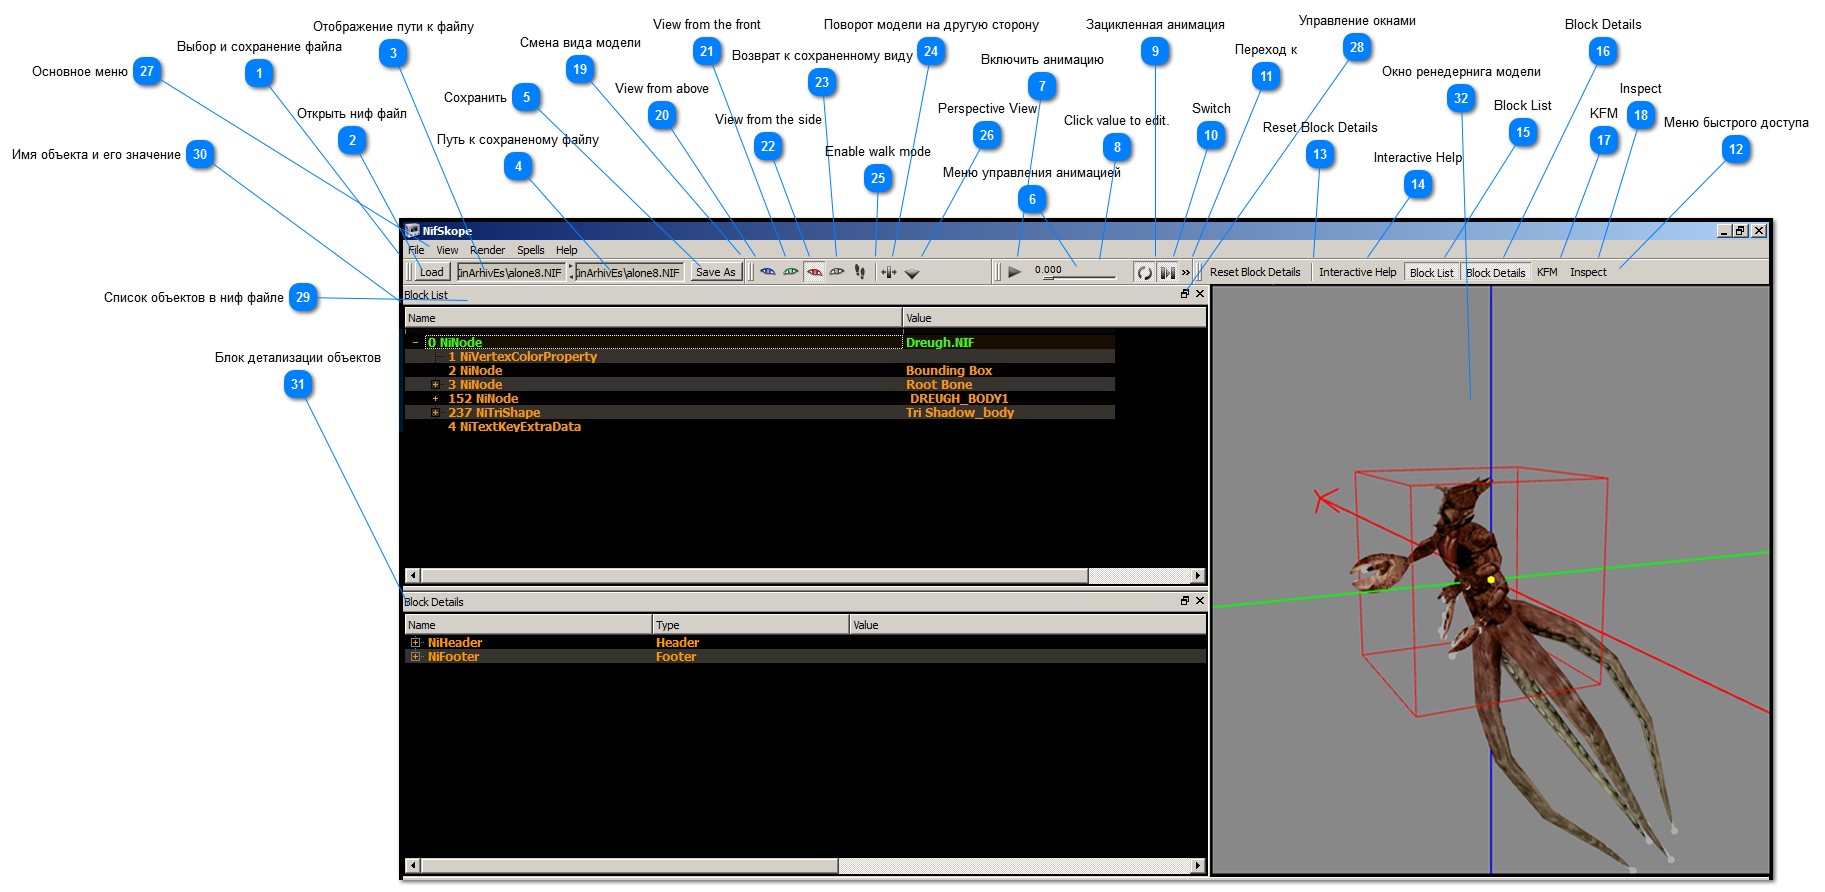 Отображение пути к файлу
3
View from the front
21
Поворот модели на другую сторону
24
Зацикленная анимация
9
Управление окнами
28
Block Details
16
Выбор и сохранение файла
1
Смена вида модели
19
Возврат к сохраненному виду
23
Включить анимацию
7
Переход к
11
Окно ренедернига модели
32
Inspect
18
Основное меню 27
Открыть ниф файл
2
Сохранить 5
View from above
20
View from the side
22
Perspective View
26
Click value to edit.
8
Switch
10
Reset Block Details
13
Block List
15
KFM
17
Меню быстрого доступа
12
Имя объекта и его значение 30
Путь к сохраненому файлу
4
Enable walk mode
25
Меню управления анимацией
6
Interactive Help
14
NifSkope
File View Render Spells Help
Load inArhivEs\alone8.NIF inArhivEs\alone8.NIF Save As 0.000 » Reset Block Details Interactive Help Block List Block Details KFM Inspect
Список объектов в ниф файле 29
Block List
Name Value
0 NiNode Dreugh.NIF
1 NiVertexColorProperty
2 NiNode Bounding Box
3 NiNode Root Bone
152 NiNode DREUGH_BODY1
237 NiTriShape Tri Shadow_body
4 NiTextKeyExtraData
Блок детализации объектов
31
Block Details
Name Type Value
NiHeader Header
NiFooter Footer